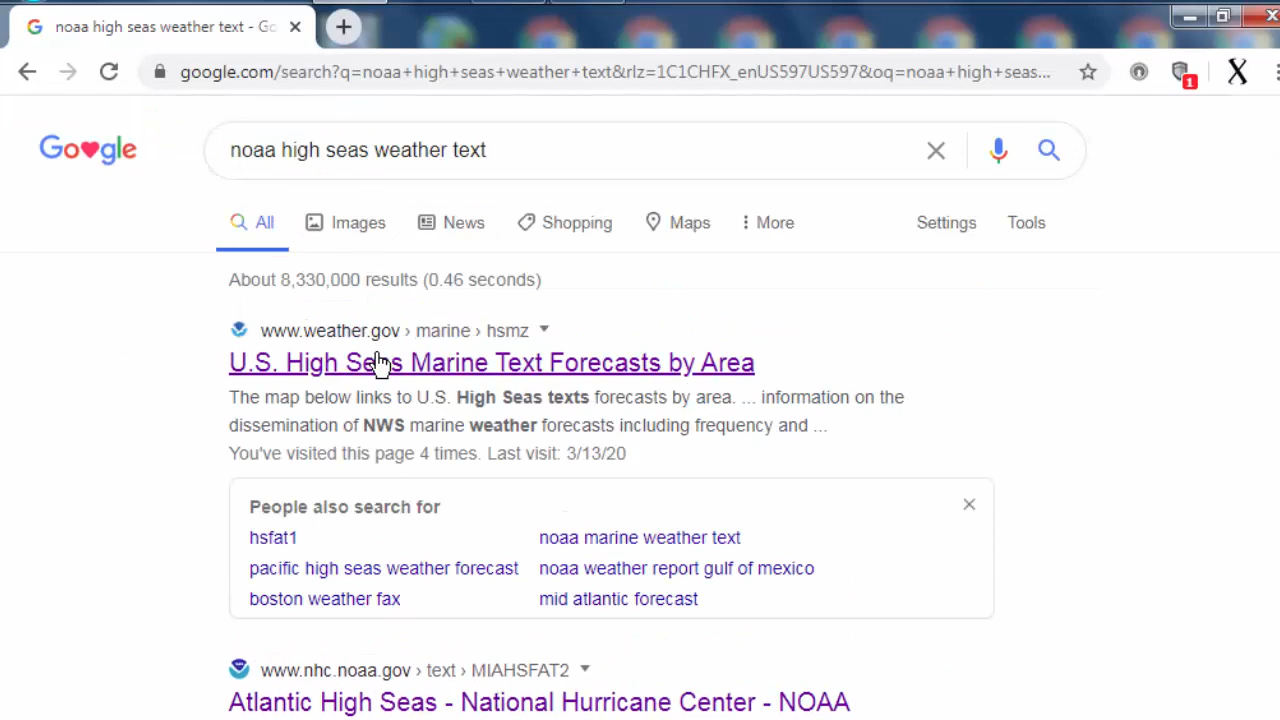 noaa high seas weather text - Go
google.com/search?q=noaa+high+seas+weather+text&rlz=1C1CHFX_enUS597US597&oq=noaa+high+seas...
1
X
Go♥gle
noaa high seas weather text
All Images News Shopping Maps More Settings Tools
About 8,330,000 results (0.46 seconds)
www.weather.gov › marine › hsmz
U.S. High Seas Marine Text Forecasts by Area
The map below links to U.S. High Seas texts forecasts by area. ... information on the
dissemination of NWS marine weather forecasts including frequency and ...
You've visited this page 4 times. Last visit: 3/13/20
People also search for
hsfat1 noaa marine weather text
pacific high seas weather forecast noaa weather report gulf of mexico
boston weather fax mid atlantic forecast
www.nhc.noaa.gov › text › MIAHSFAT2
Atlantic High Seas - National Hurricane Center - NOAA